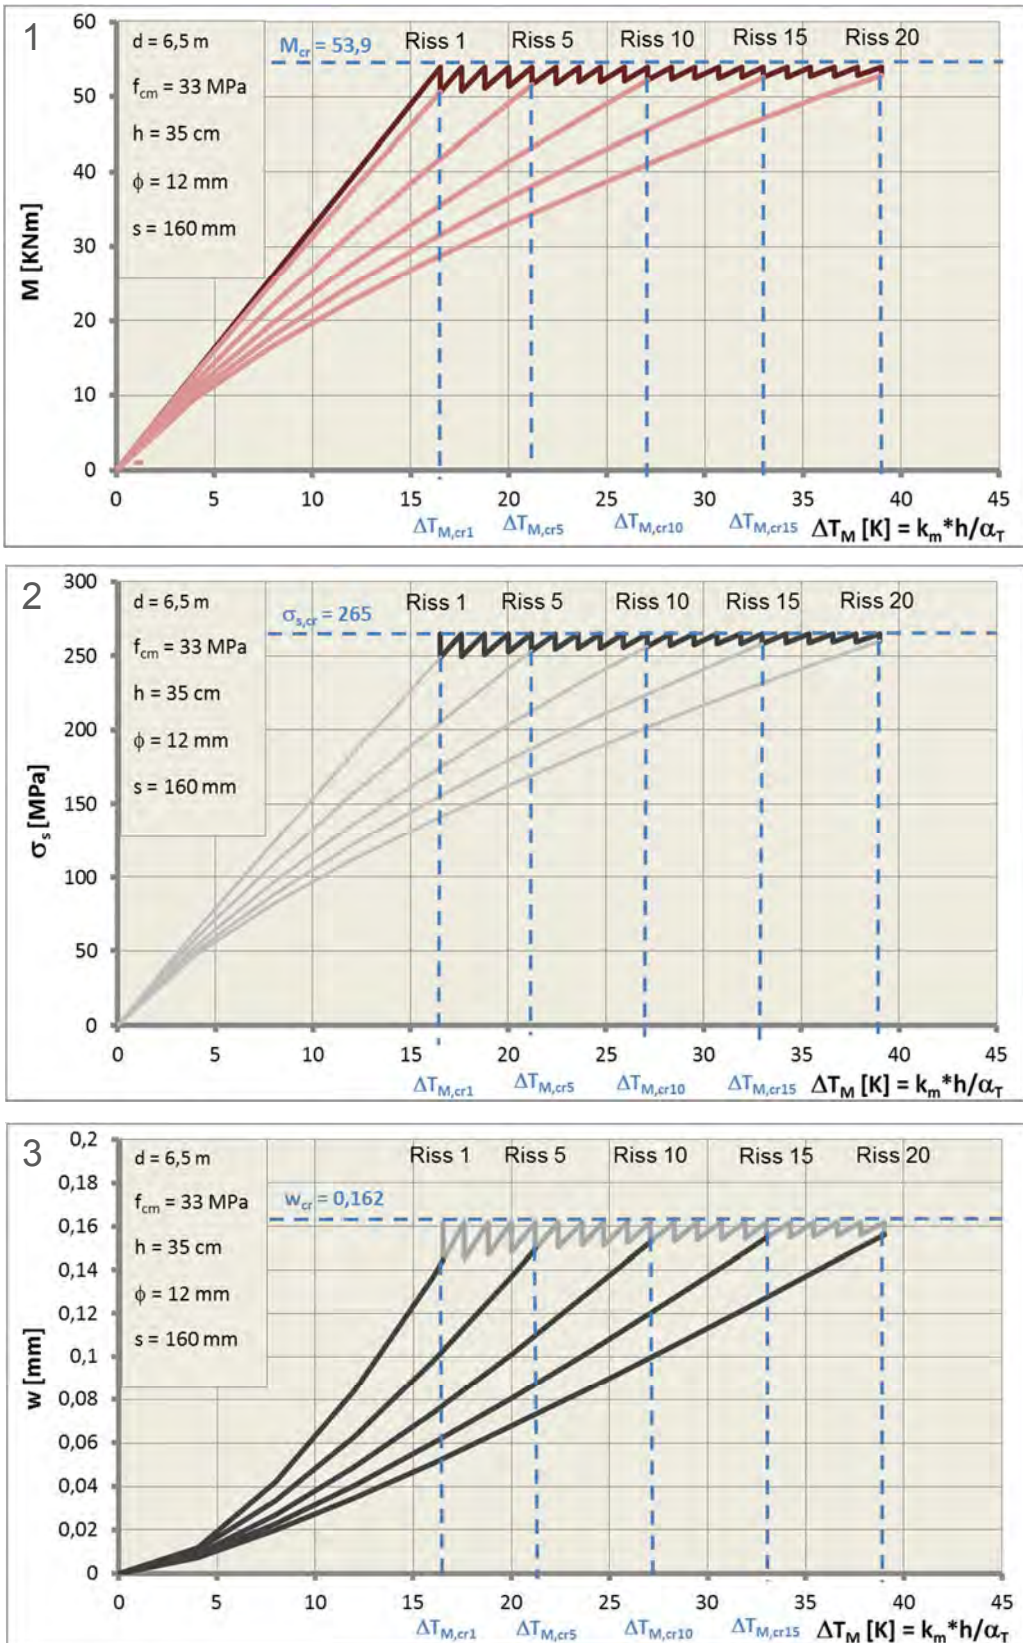 1
60
50
40
30
20
10
0
M [KNm]
d = 6,5 m
f_cm = 33 MPa
h = 35 cm
ϕ = 12 mm
s = 160 mm
M_cr = 53,9
Riss 1 Riss 5 Riss 10 Riss 15 Riss 20
0 5 10 15 20 25 30 35 40 45
ΔT_M,cr1 ΔT_M,cr5 ΔT_M,cr10 ΔT_M,cr15 ΔT_M [K] = k_m*h/α_T
2
300
250
200
150
100
50
0
σ_s [MPa]
d = 6,5 m
f_cm = 33 MPa
h = 35 cm
ϕ = 12 mm
s = 160 mm
σ_s,cr = 265
Riss 1 Riss 5 Riss 10 Riss 15 Riss 20
0 5 10 15 20 25 30 35 40 45
ΔT_M,cr1 ΔT_M,cr5 ΔT_M,cr10 ΔT_M,cr15 ΔT_M [K] = k_m*h/α_T
3
0,2
0,18
0,16
0,14
0,12
0,1
0,08
0,06
0,04
0,02
0
w [mm]
d = 6,5 m
f_cm = 33 MPa
h = 35 cm
ϕ = 12 mm
s = 160 mm
w_cr = 0,162
Riss 1 Riss 5 Riss 10 Riss 15 Riss 20
0 5 10 15 20 25 30 35 40 45
ΔT_M,cr1 ΔT_M,cr5 ΔT_M,cr10 ΔT_M,cr15 ΔT_M [K] = k_m*h/α_T